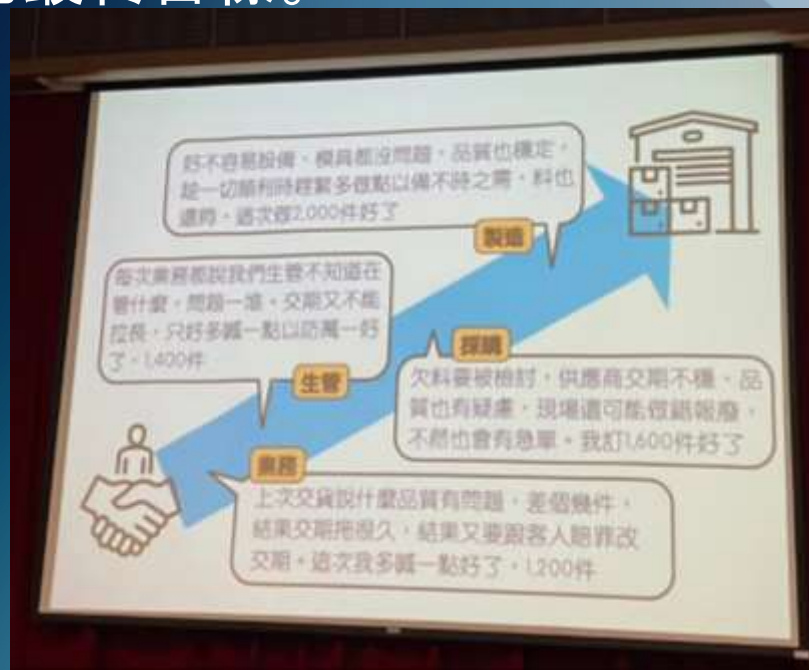 好不容易設備、模具都沒問題,品質也穩定,
趁一切順利時趕緊多做點以備不時之需,料也
還夠。這次做2,000件好了
製造
每次業務都說我們生管不知道在
管什麼,問題一堆。交期又不能
拉長,只好多喊一點以防萬一好
了,1,400件
生管
採購
欠料要被檢討,供應商交期不穩、品
質也有疑慮,現場還可能做錯報廢,
不然也會有急單。我訂1,600件好了
業務
上次交貨說什麼品質有問題,差個幾件,
結果交期拖很久,結果又要跟客人賠罪改
交期。這次我多喊一點好了,1,200件